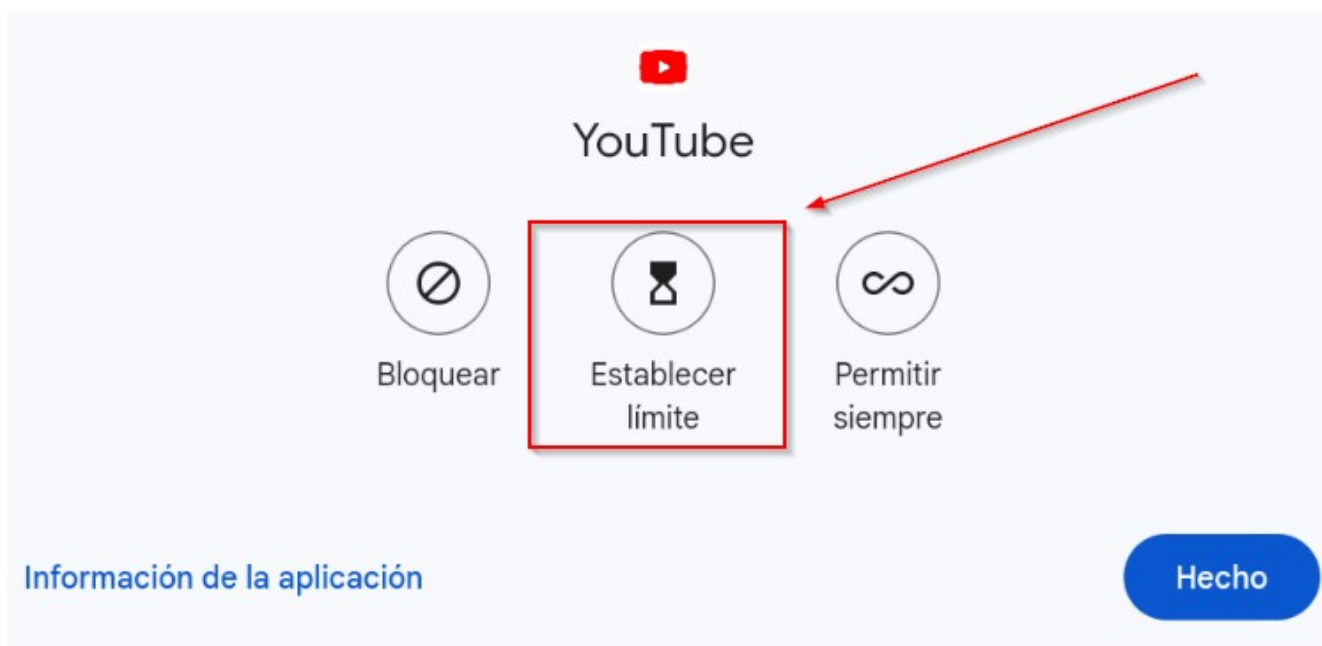 YouTube
Bloquear
Establecer
límite
Permitir
siempre
Información de la aplicación
Hecho